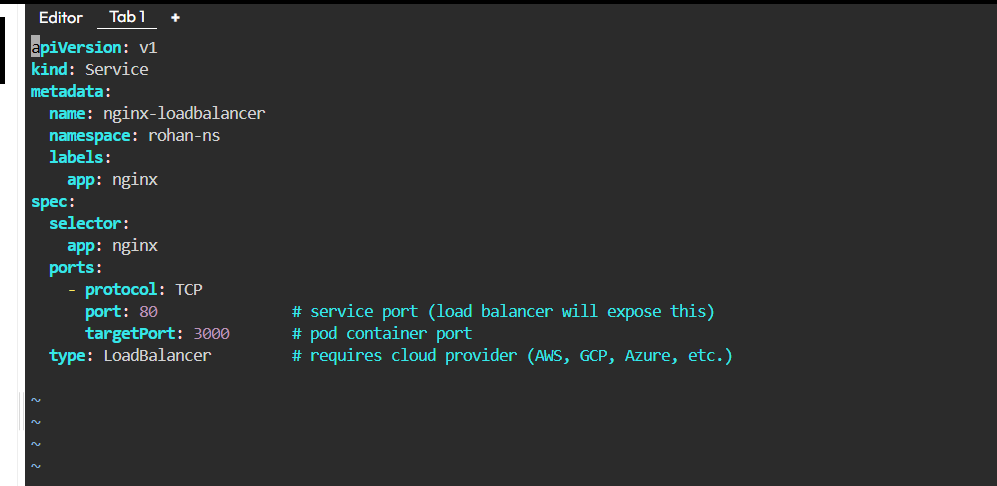 Editor Tab 1 +
apiVersion: v1
kind: Service
metadata:
  name: nginx-loadbalancer
  namespace: rohan-ns
  labels:
    app: nginx
spec:
  selector:
    app: nginx
  ports:
    - protocol: TCP
      port: 80               # service port (load balancer will expose this)
      targetPort: 3000       # pod container port
  type: LoadBalancer         # requires cloud provider (AWS, GCP, Azure, etc.)
~
~
~
~